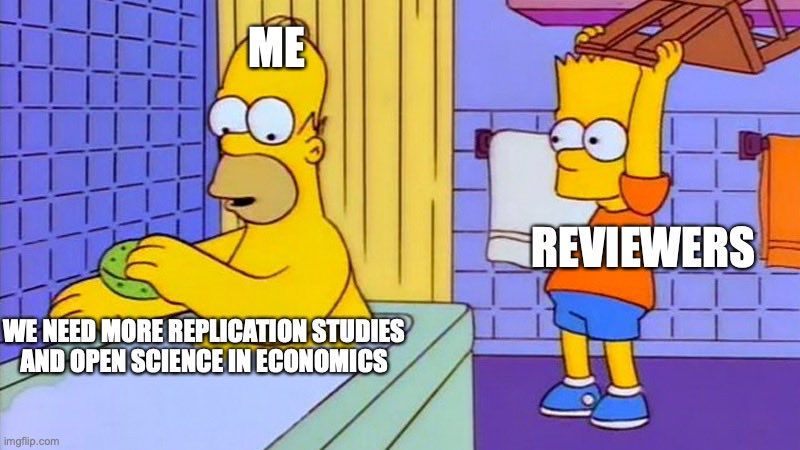 ME
REVIEWERS
WE NEED MORE REPLICATION STUDIES
AND OPEN SCIENCE IN ECONOMICS
imgflip.com